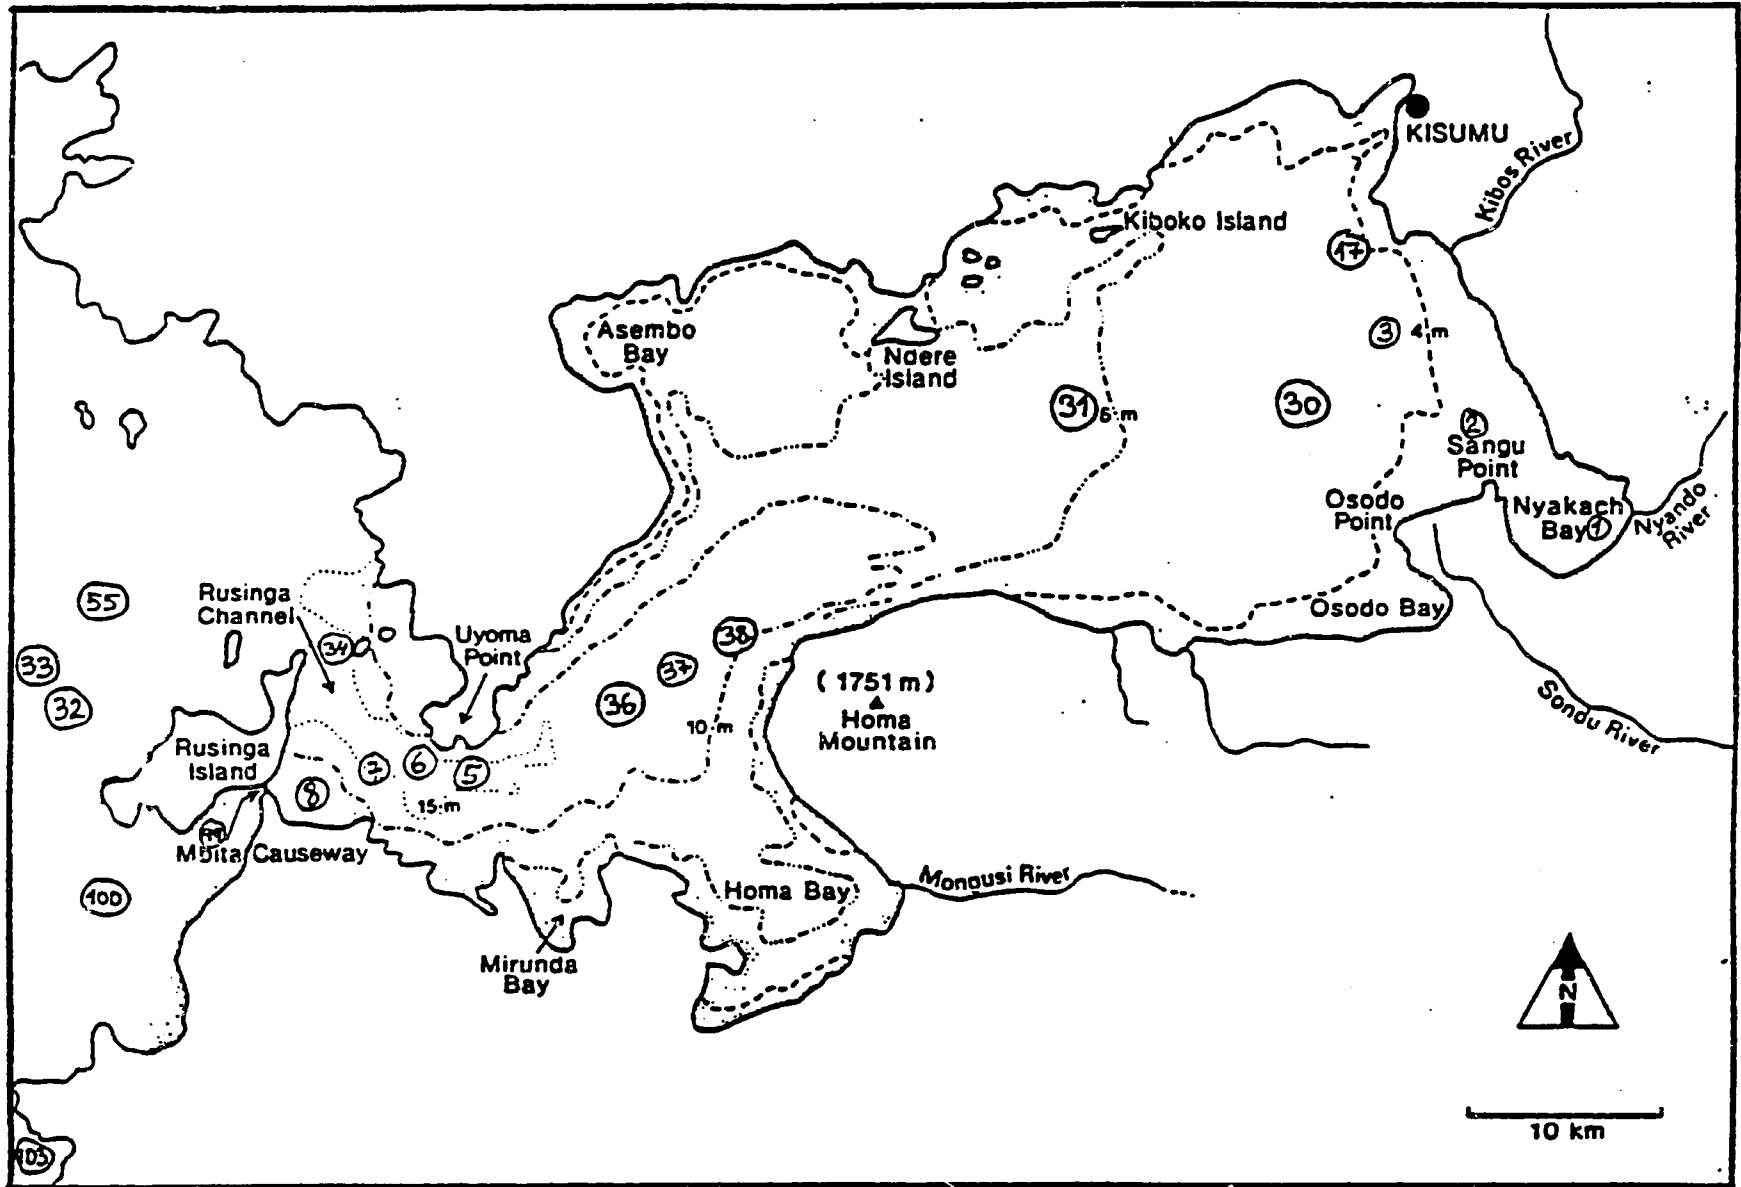 KISUMU
Kibos River
Kiboko Island
17
Asembo
Bay
3
4 m
Ndere
Island
31
6 m
30
2
Sangu
Point
Osodo
Point
Nyakach
Bay
1
Nyando
River
55
Rusinga
Channel
34
Uyoma
Point
38
Osodo Bay
33
37
32
36
(1751 m)
Homa
Mountain
10 m
Sondu River
Rusinga
Island
7
6
5
8
15 m
Mbita Causeway
100
Homa Bay
Monousi River
Mirunda
Bay
N
10 km
103